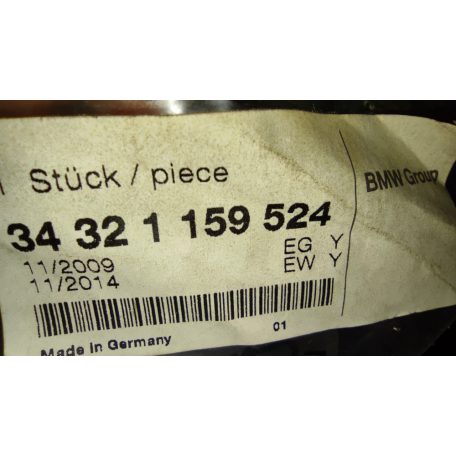 Stück / piece
BMW Group
34 32 1 159 524
11/2009 EG Y
11/2014 EW Y
01
Made in Germany